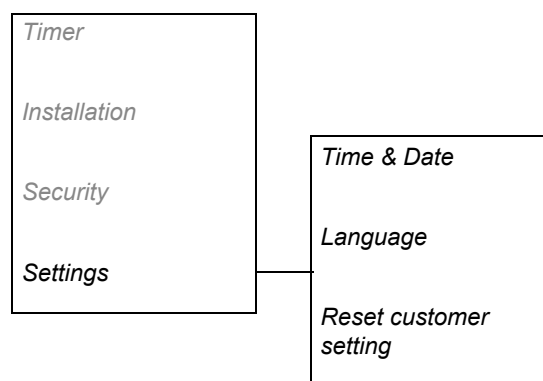 Timer
Installation
Security
Settings
Time & Date
Language
Reset customer
setting